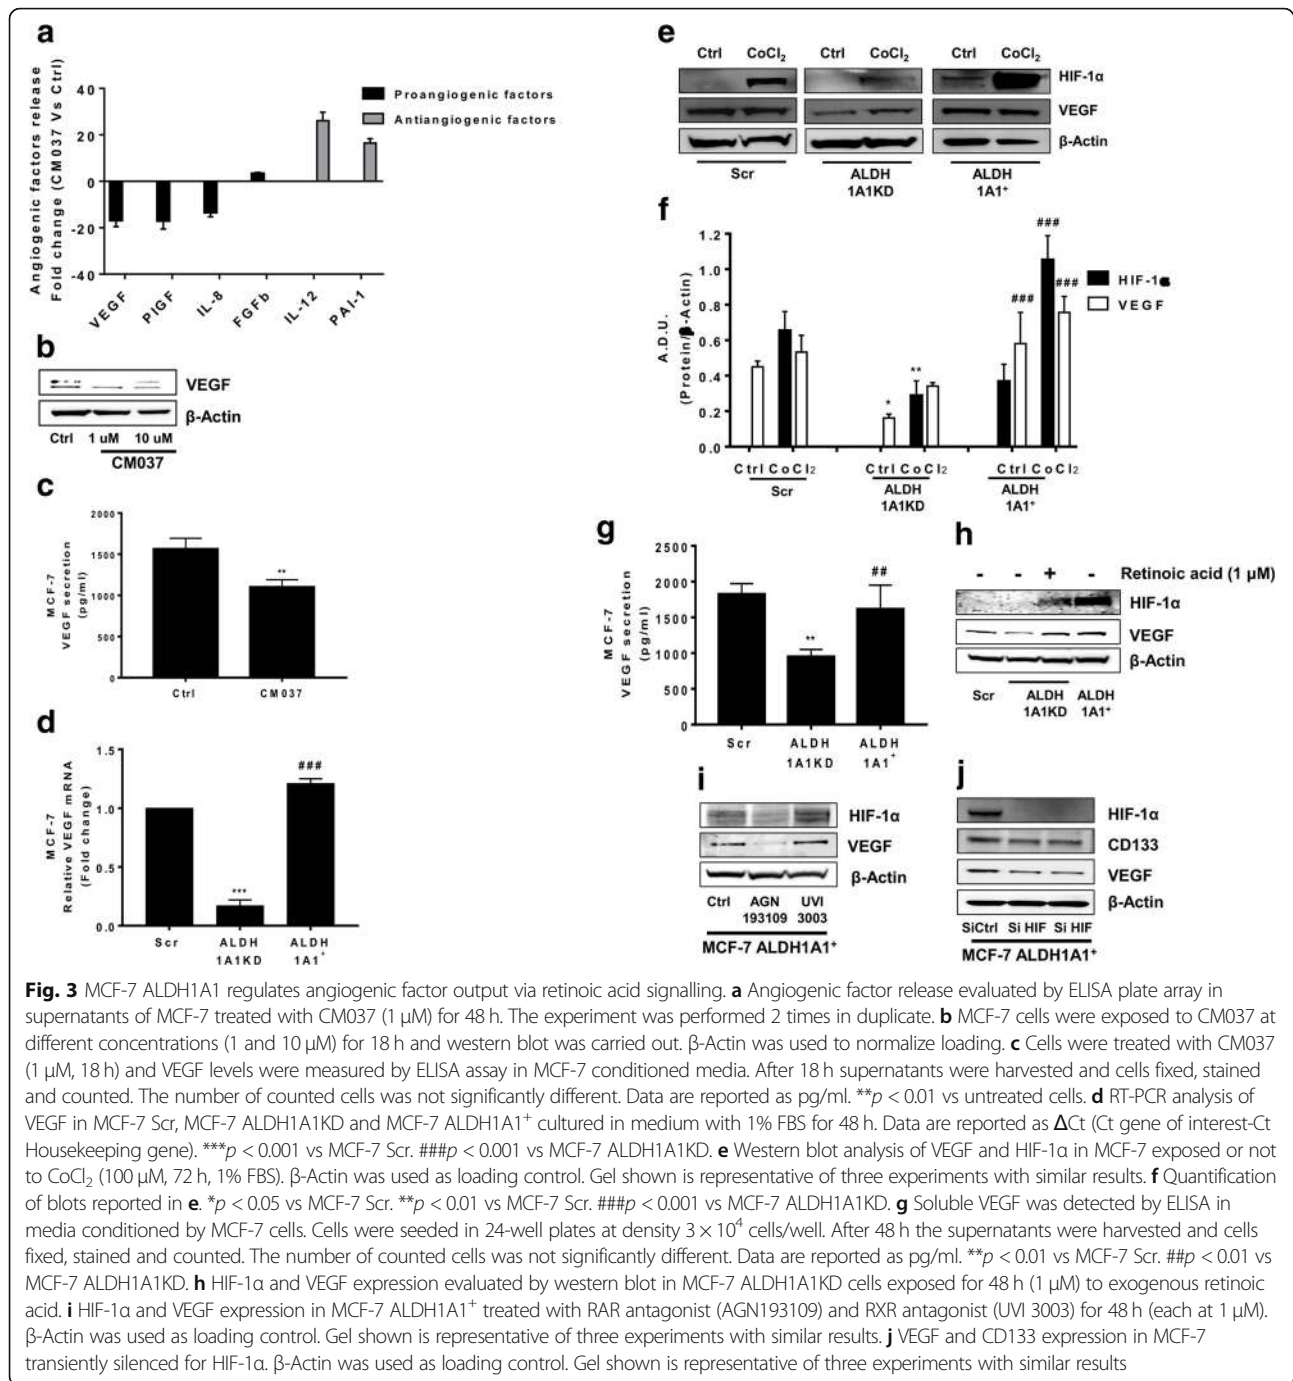 a
Angiogenic factors release
Fold change (CM037 Vs Ctrl)
40
20
0
-20
-40
Proangiogenic factors
Antiangiogenic factors
VEGF
PIGF
IL-8
FGFb
IL-12
PAI-1
b
VEGF
β-Actin
Ctrl 1 uM 10 uM
CM037
c
MCF-7
VEGF secretion
(pg/ml)
2000
1500
1000
500
0
**
Ctrl CM037
d
MCF-7
Relative VEGF mRNA
(Fold change)
1.5
1.0
0.5
0.0
***
###
Scr ALDH ALDH
1A1KD 1A1+
e
Ctrl CoCl2 Ctrl CoCl2 Ctrl CoCl2
HIF-1α
VEGF
β-Actin
Scr ALDH ALDH
1A1KD 1A1+
f
A.D.U.
(Protein/β-Actin)
1.2
1.0
0.8
0.6
0.4
0.2
0.0
*
**
###
###
###
HIF-1α
VEGF
Ctrl CoCl2 Ctrl CoCl2 Ctrl CoCl2
Scr ALDH ALDH
1A1KD 1A1+
g
MCF-7
VEGF secretion
(pg/ml)
2500
2000
1500
1000
500
0
**
##
Scr ALDH ALDH
1A1KD 1A1+
h
- - + - Retinoic acid (1 µM)
HIF-1α
VEGF
β-Actin
Scr ALDH ALDH
1A1KD 1A1+
i
HIF-1α
VEGF
β-Actin
Ctrl AGN UVI
193109 3003
MCF-7 ALDH1A1+
j
HIF-1α
CD133
VEGF
β-Actin
SiCtrl Si HIF Si HIF
MCF-7 ALDH1A1+
Fig. 3 MCF-7 ALDH1A1 regulates angiogenic factor output via retinoic acid signalling. a Angiogenic factor release evaluated by ELISA plate array in
supernatants of MCF-7 treated with CM037 (1 µM) for 48 h. The experiment was performed 2 times in duplicate. b MCF-7 cells were exposed to CM037 at
different concentrations (1 and 10 µM) for 18 h and western blot was carried out. β-Actin was used to normalize loading. c Cells were treated with CM037
(1 µM, 18 h) and VEGF levels were measured by ELISA assay in MCF-7 conditioned media. After 18 h supernatants were harvested and cells fixed, stained
and counted. The number of counted cells was not significantly different. Data are reported as pg/ml. **p < 0.01 vs untreated cells. d RT-PCR analysis of
VEGF in MCF-7 Scr, MCF-7 ALDH1A1KD and MCF-7 ALDH1A1+ cultured in medium with 1% FBS for 48 h. Data are reported as ΔCt (Ct gene of interest-Ct
Housekeeping gene). ***p < 0.001 vs MCF-7 Scr. ###p < 0.001 vs MCF-7 ALDH1A1KD. e Western blot analysis of VEGF and HIF-1α in MCF-7 exposed or not
to CoCl2 (100 µM, 72 h, 1% FBS). β-Actin was used as loading control. Gel shown is representative of three experiments with similar results. f Quantification
of blots reported in e. *p < 0.05 vs MCF-7 Scr. **p < 0.01 vs MCF-7 Scr. ###p < 0.001 vs MCF-7 ALDH1A1KD. g Soluble VEGF was detected by ELISA in
media conditioned by MCF-7 cells. Cells were seeded in 24-well plates at density 3 × 10⁴ cells/well. After 48 h the supernatants were harvested and cells
fixed, stained and counted. The number of counted cells was not significantly different. Data are reported as pg/ml. **p < 0.01 vs MCF-7 Scr. ##p < 0.01 vs
MCF-7 ALDH1A1KD. h HIF-1α and VEGF expression evaluated by western blot in MCF-7 ALDH1A1KD cells exposed for 48 h (1 µM) to exogenous retinoic
acid. i HIF-1α and VEGF expression in MCF-7 ALDH1A1+ treated with RAR antagonist (AGN193109) and RXR antagonist (UVI 3003) for 48 h (each at 1 µM).
β-Actin was used as loading control. Gel shown is representative of three experiments with similar results. j VEGF and CD133 expression in MCF-7
transiently silenced for HIF-1α. β-Actin was used as loading control. Gel shown is representative of three experiments with similar results